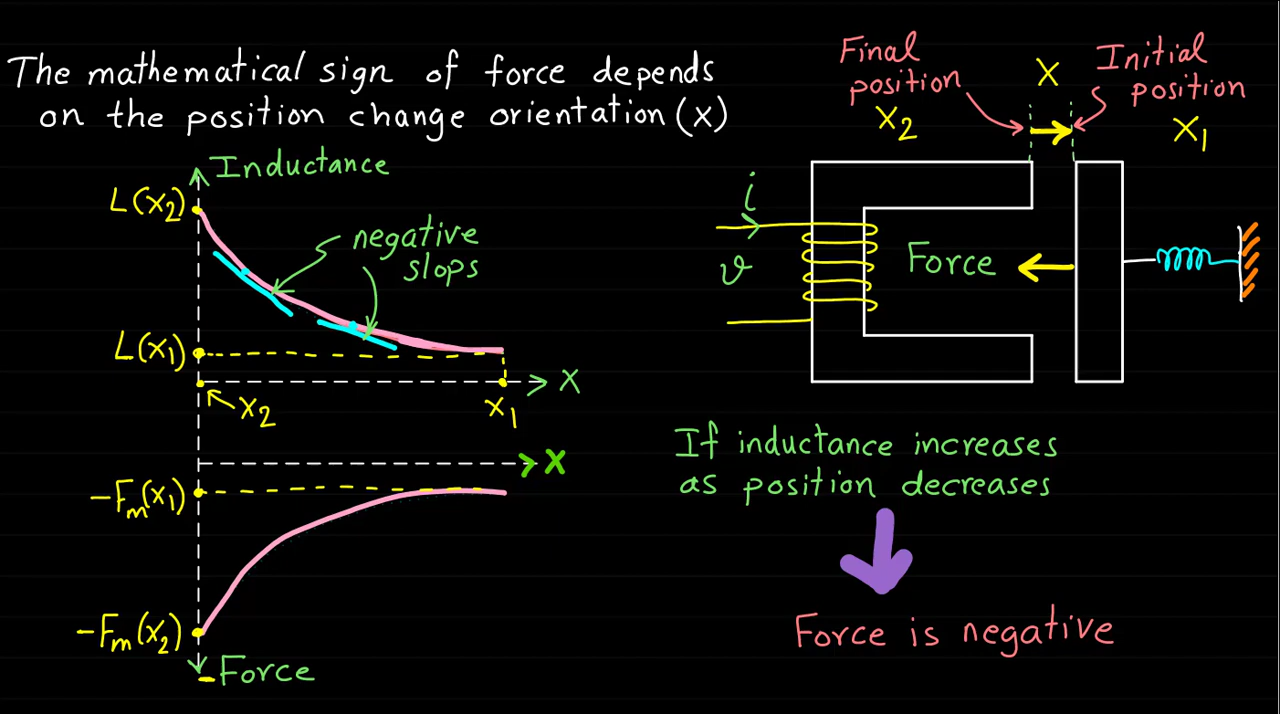 The mathematical sign of force depends
on the position change orientation (x)
Inductance
L(x2)
negative
slops
L(x1)
x
x2
x1
x
-Fm(x1)
-Fm(x2)
-Force
Final
position
x2
x
Initial
position
x1
i
v
Force
If inductance increases
as position decreases
Force is negative